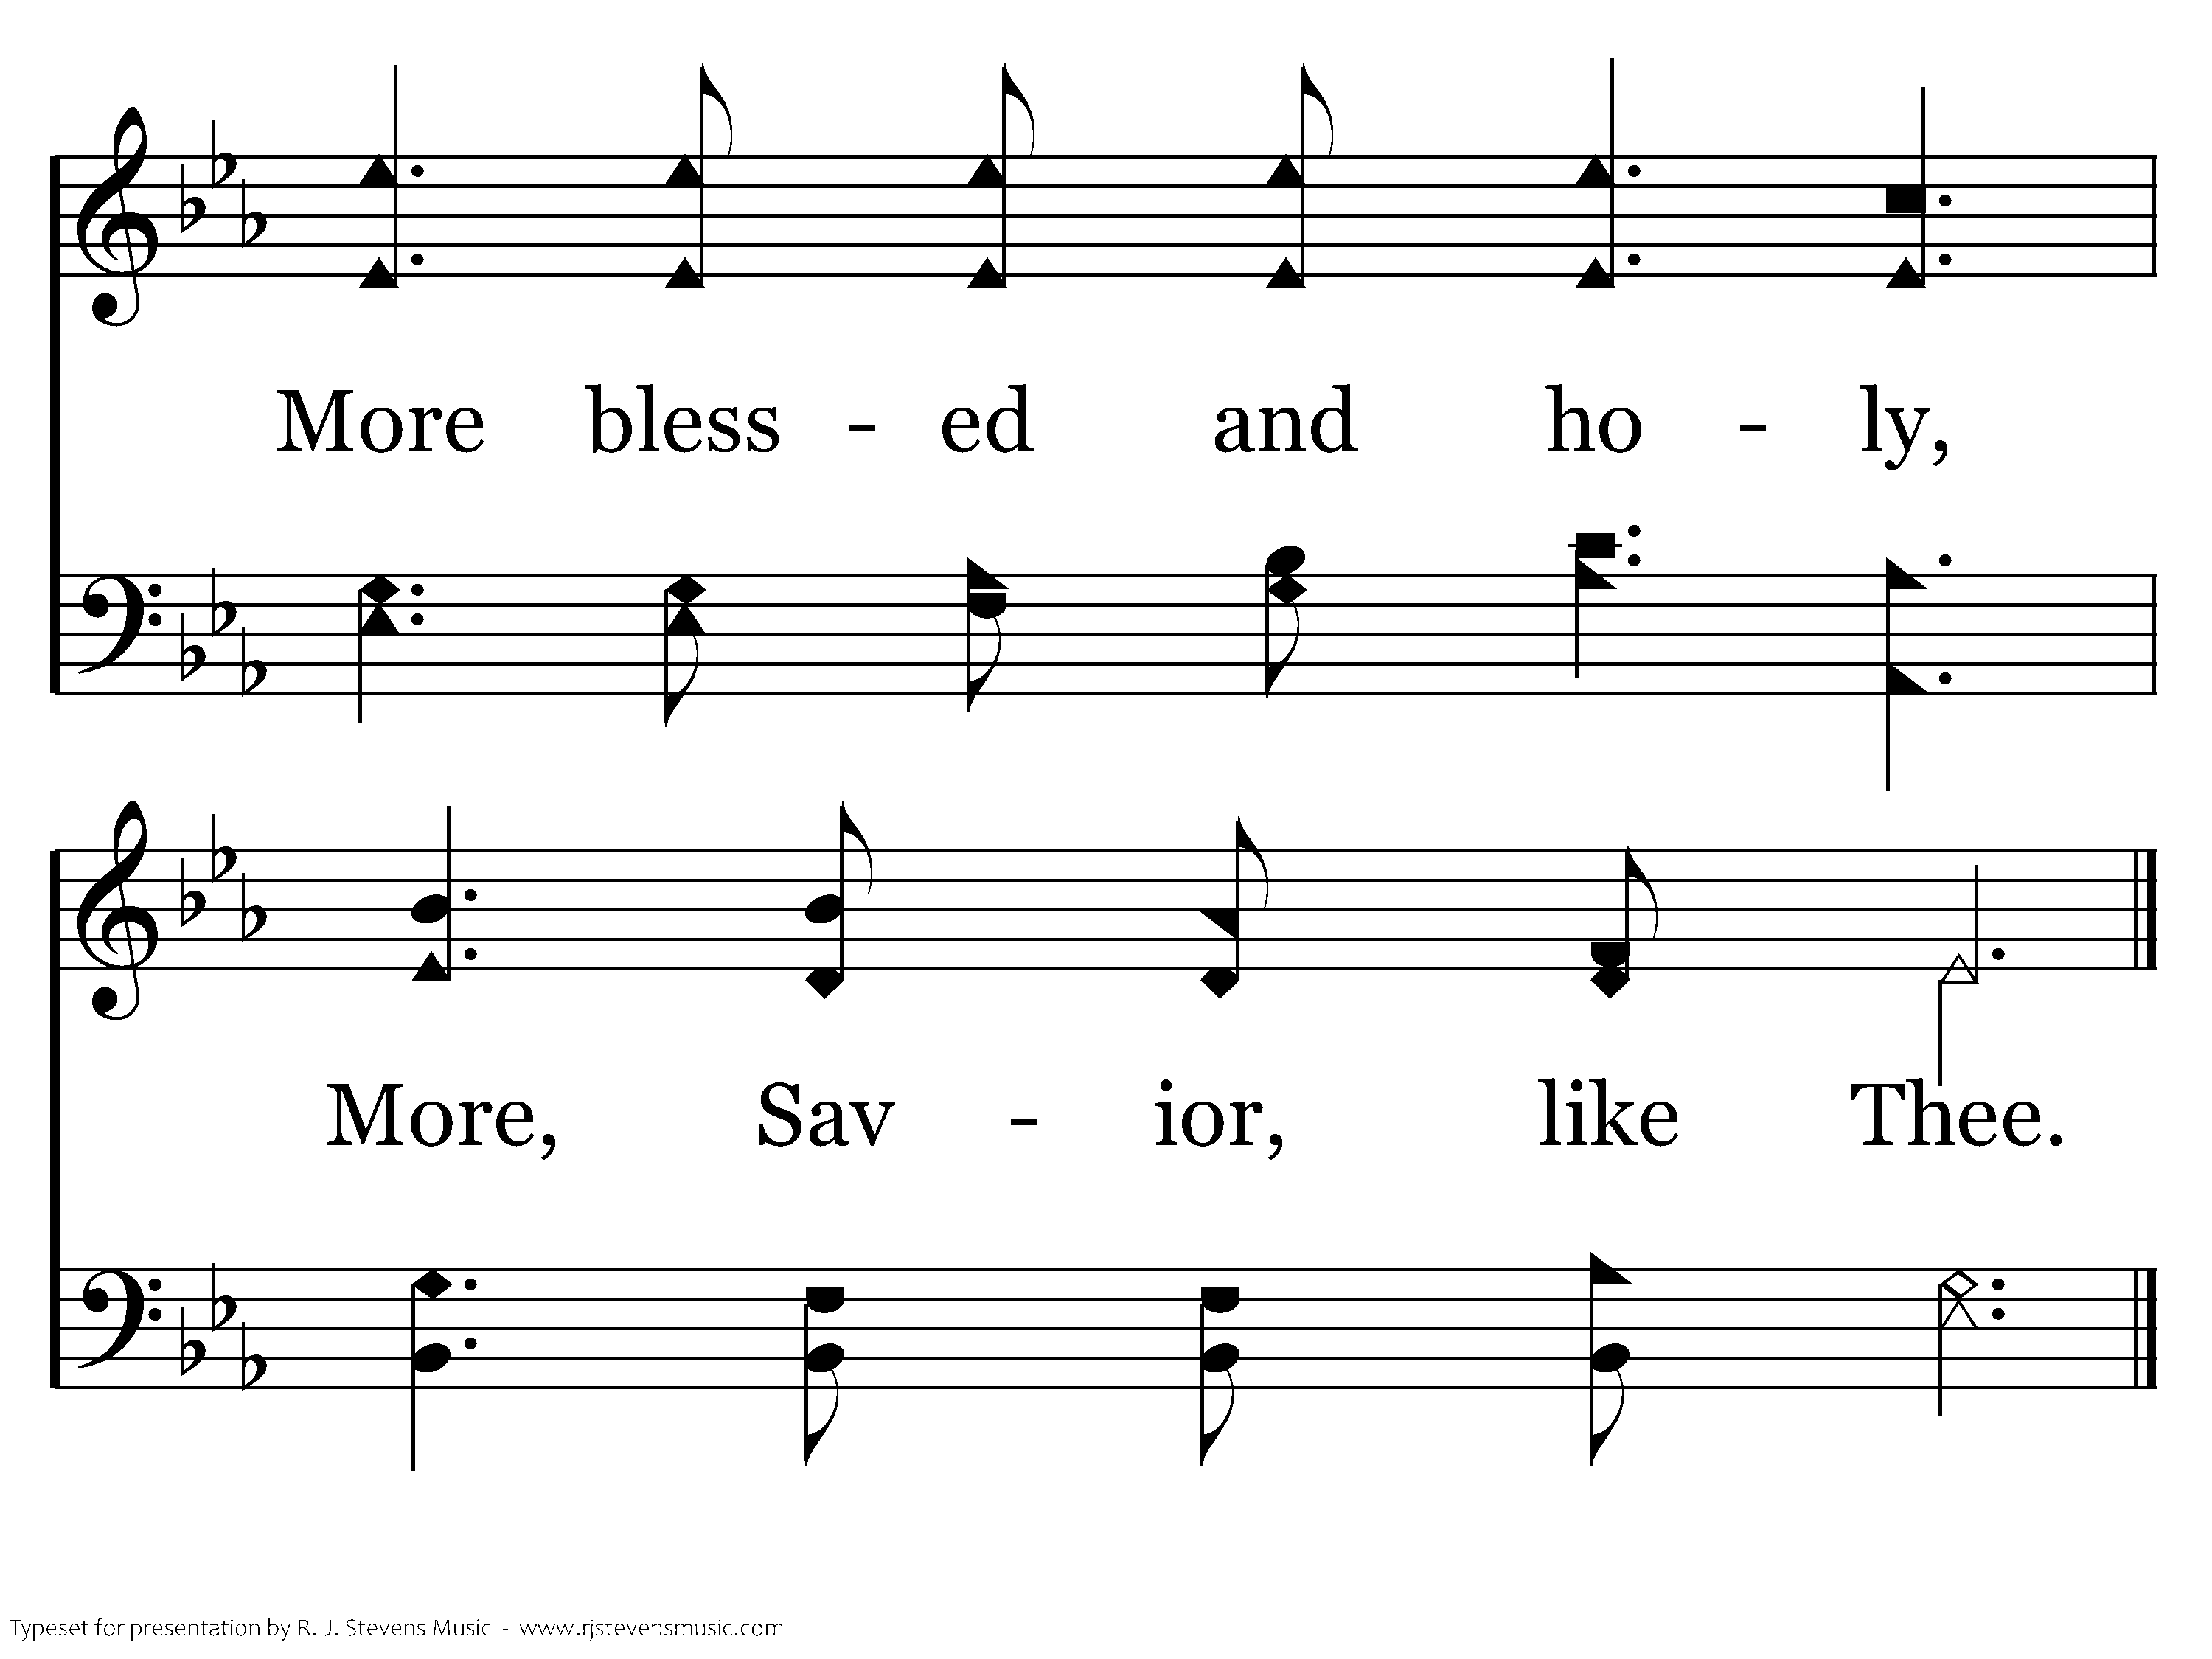 More bless - ed and ho - ly,
More, Sav - ior, like Thee.
Typeset for presentation by R. J. Stevens Music - www.rjstevensmusic.com